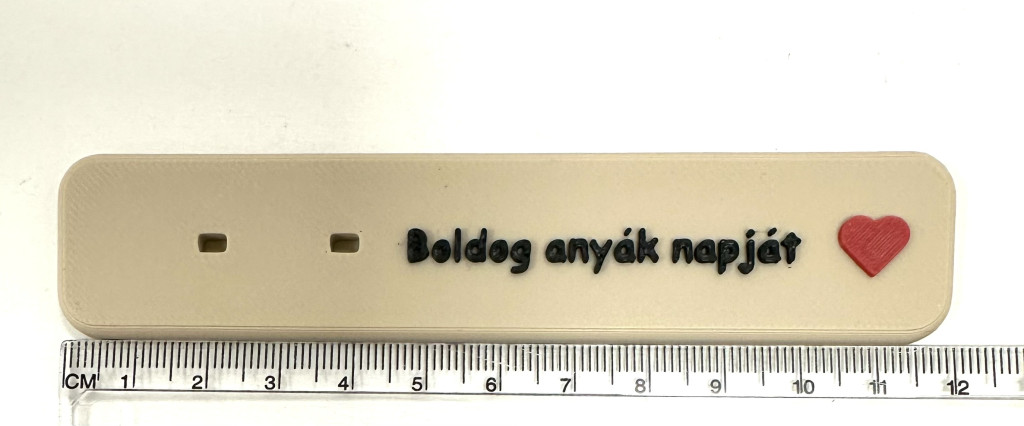 Boldog anyák napját
CM 1 2 3 4 5 6 7 8 9 10 11 12